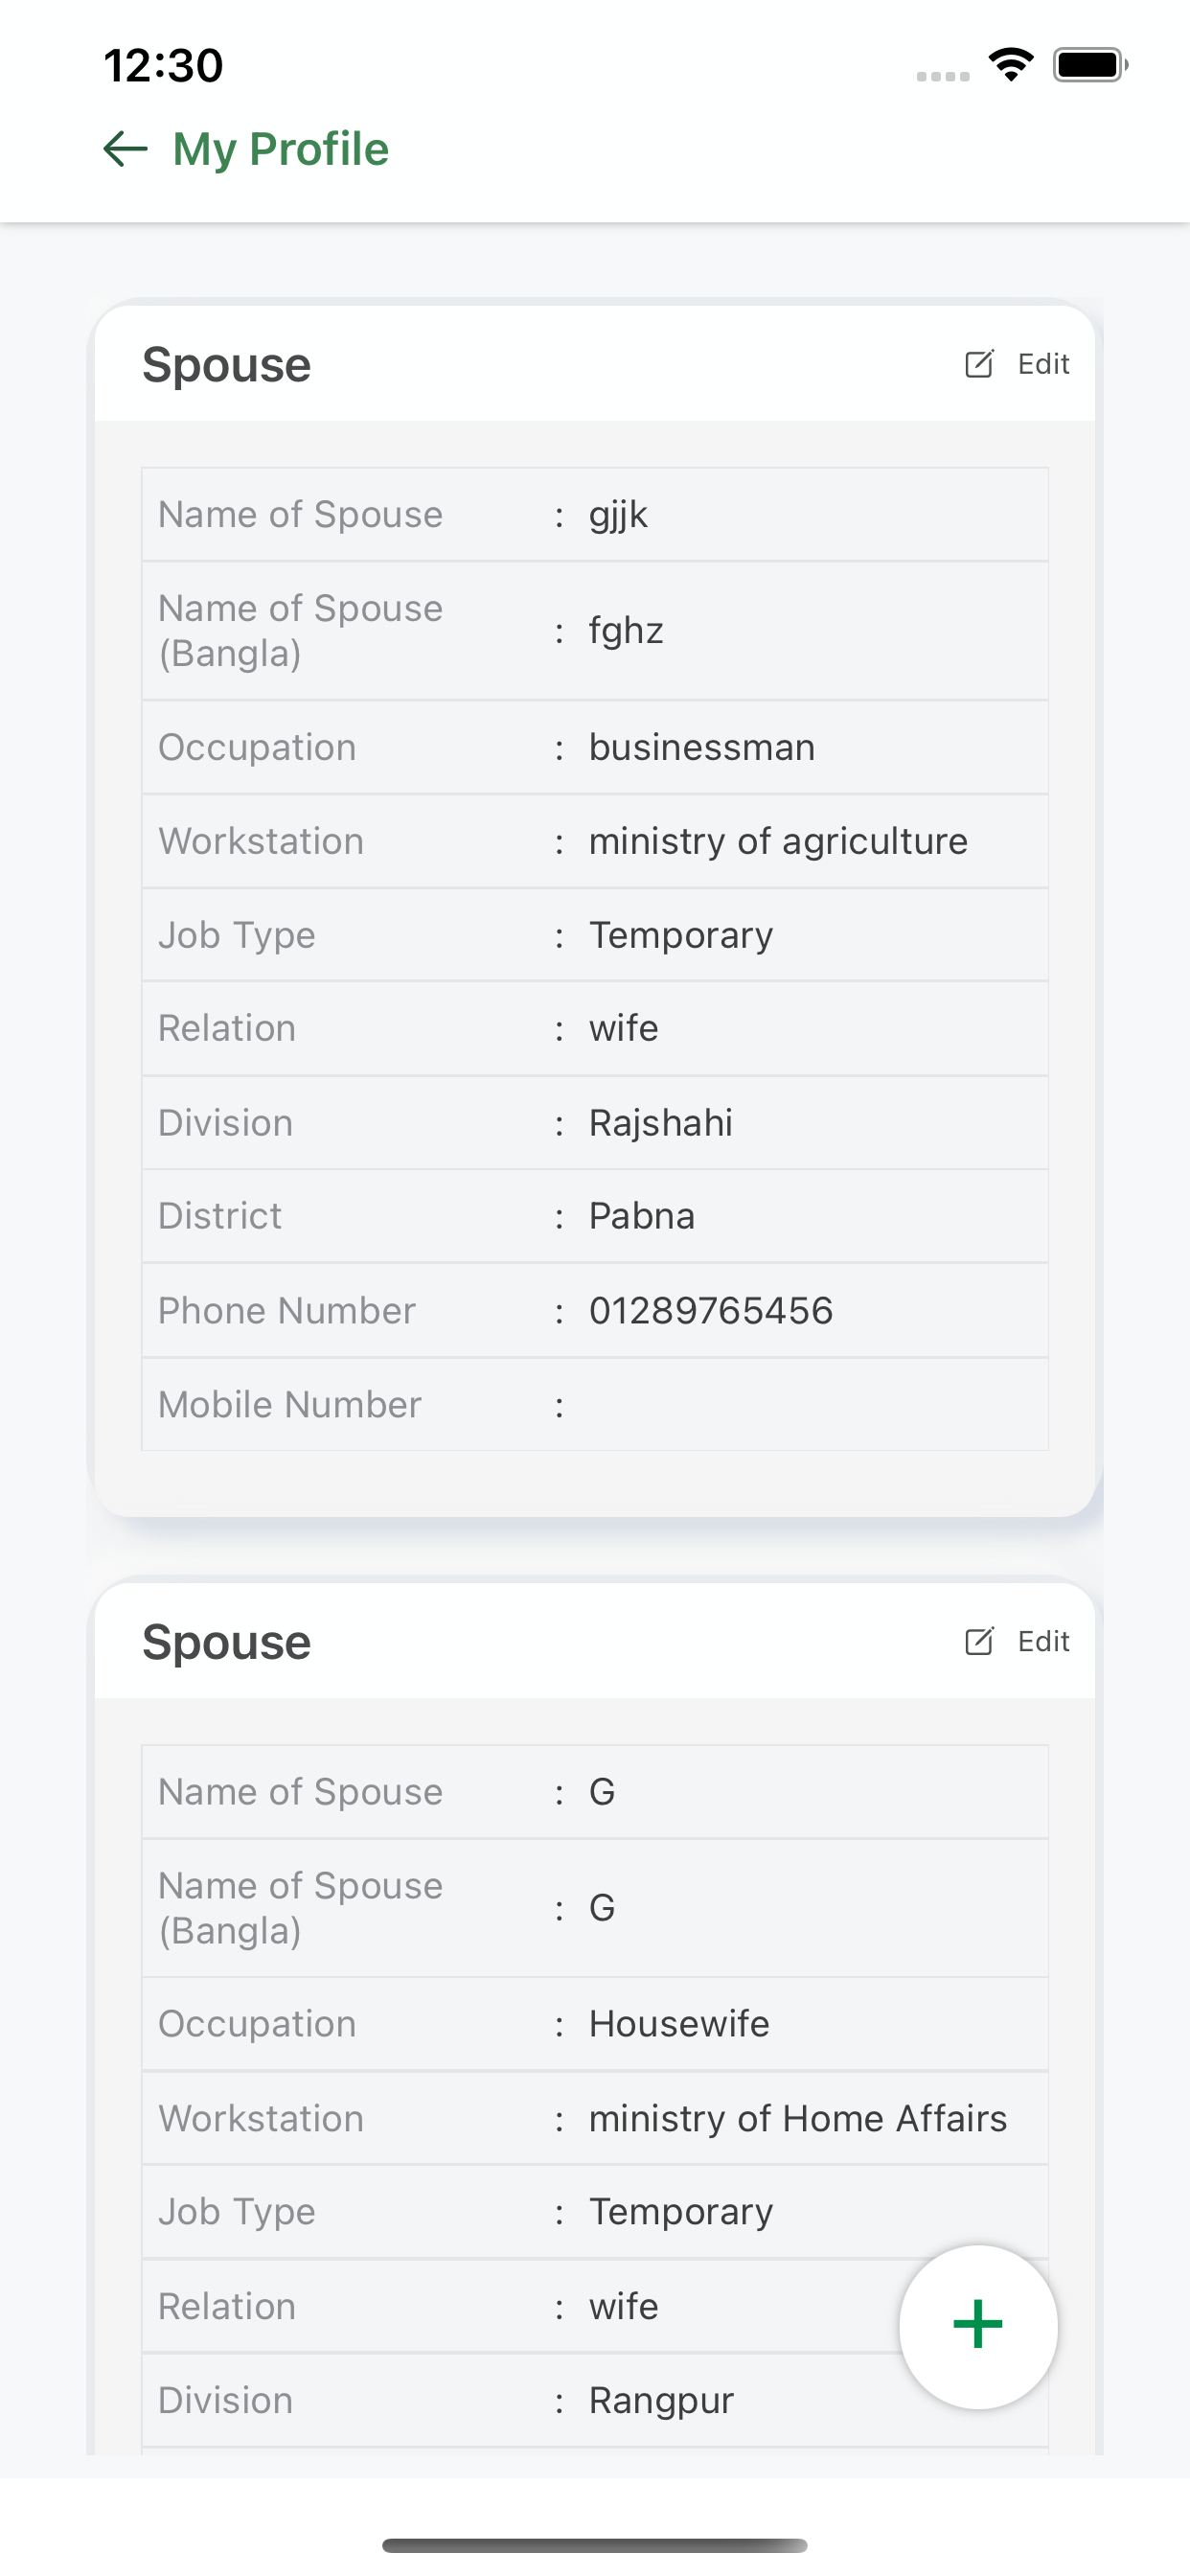 12:30
My Profile
Spouse Edit
Name of Spouse : gjjk
Name of Spouse
(Bangla) : fghz
Occupation : businessman
Workstation : ministry of agriculture
Job Type : Temporary
Relation : wife
Division : Rajshahi
District : Pabna
Phone Number : 01289765456
Mobile Number :
Spouse Edit
Name of Spouse : G
Name of Spouse
(Bangla) : G
Occupation : Housewife
Workstation : ministry of Home Affairs
Job Type : Temporary
Relation : wife
Division : Rangpur